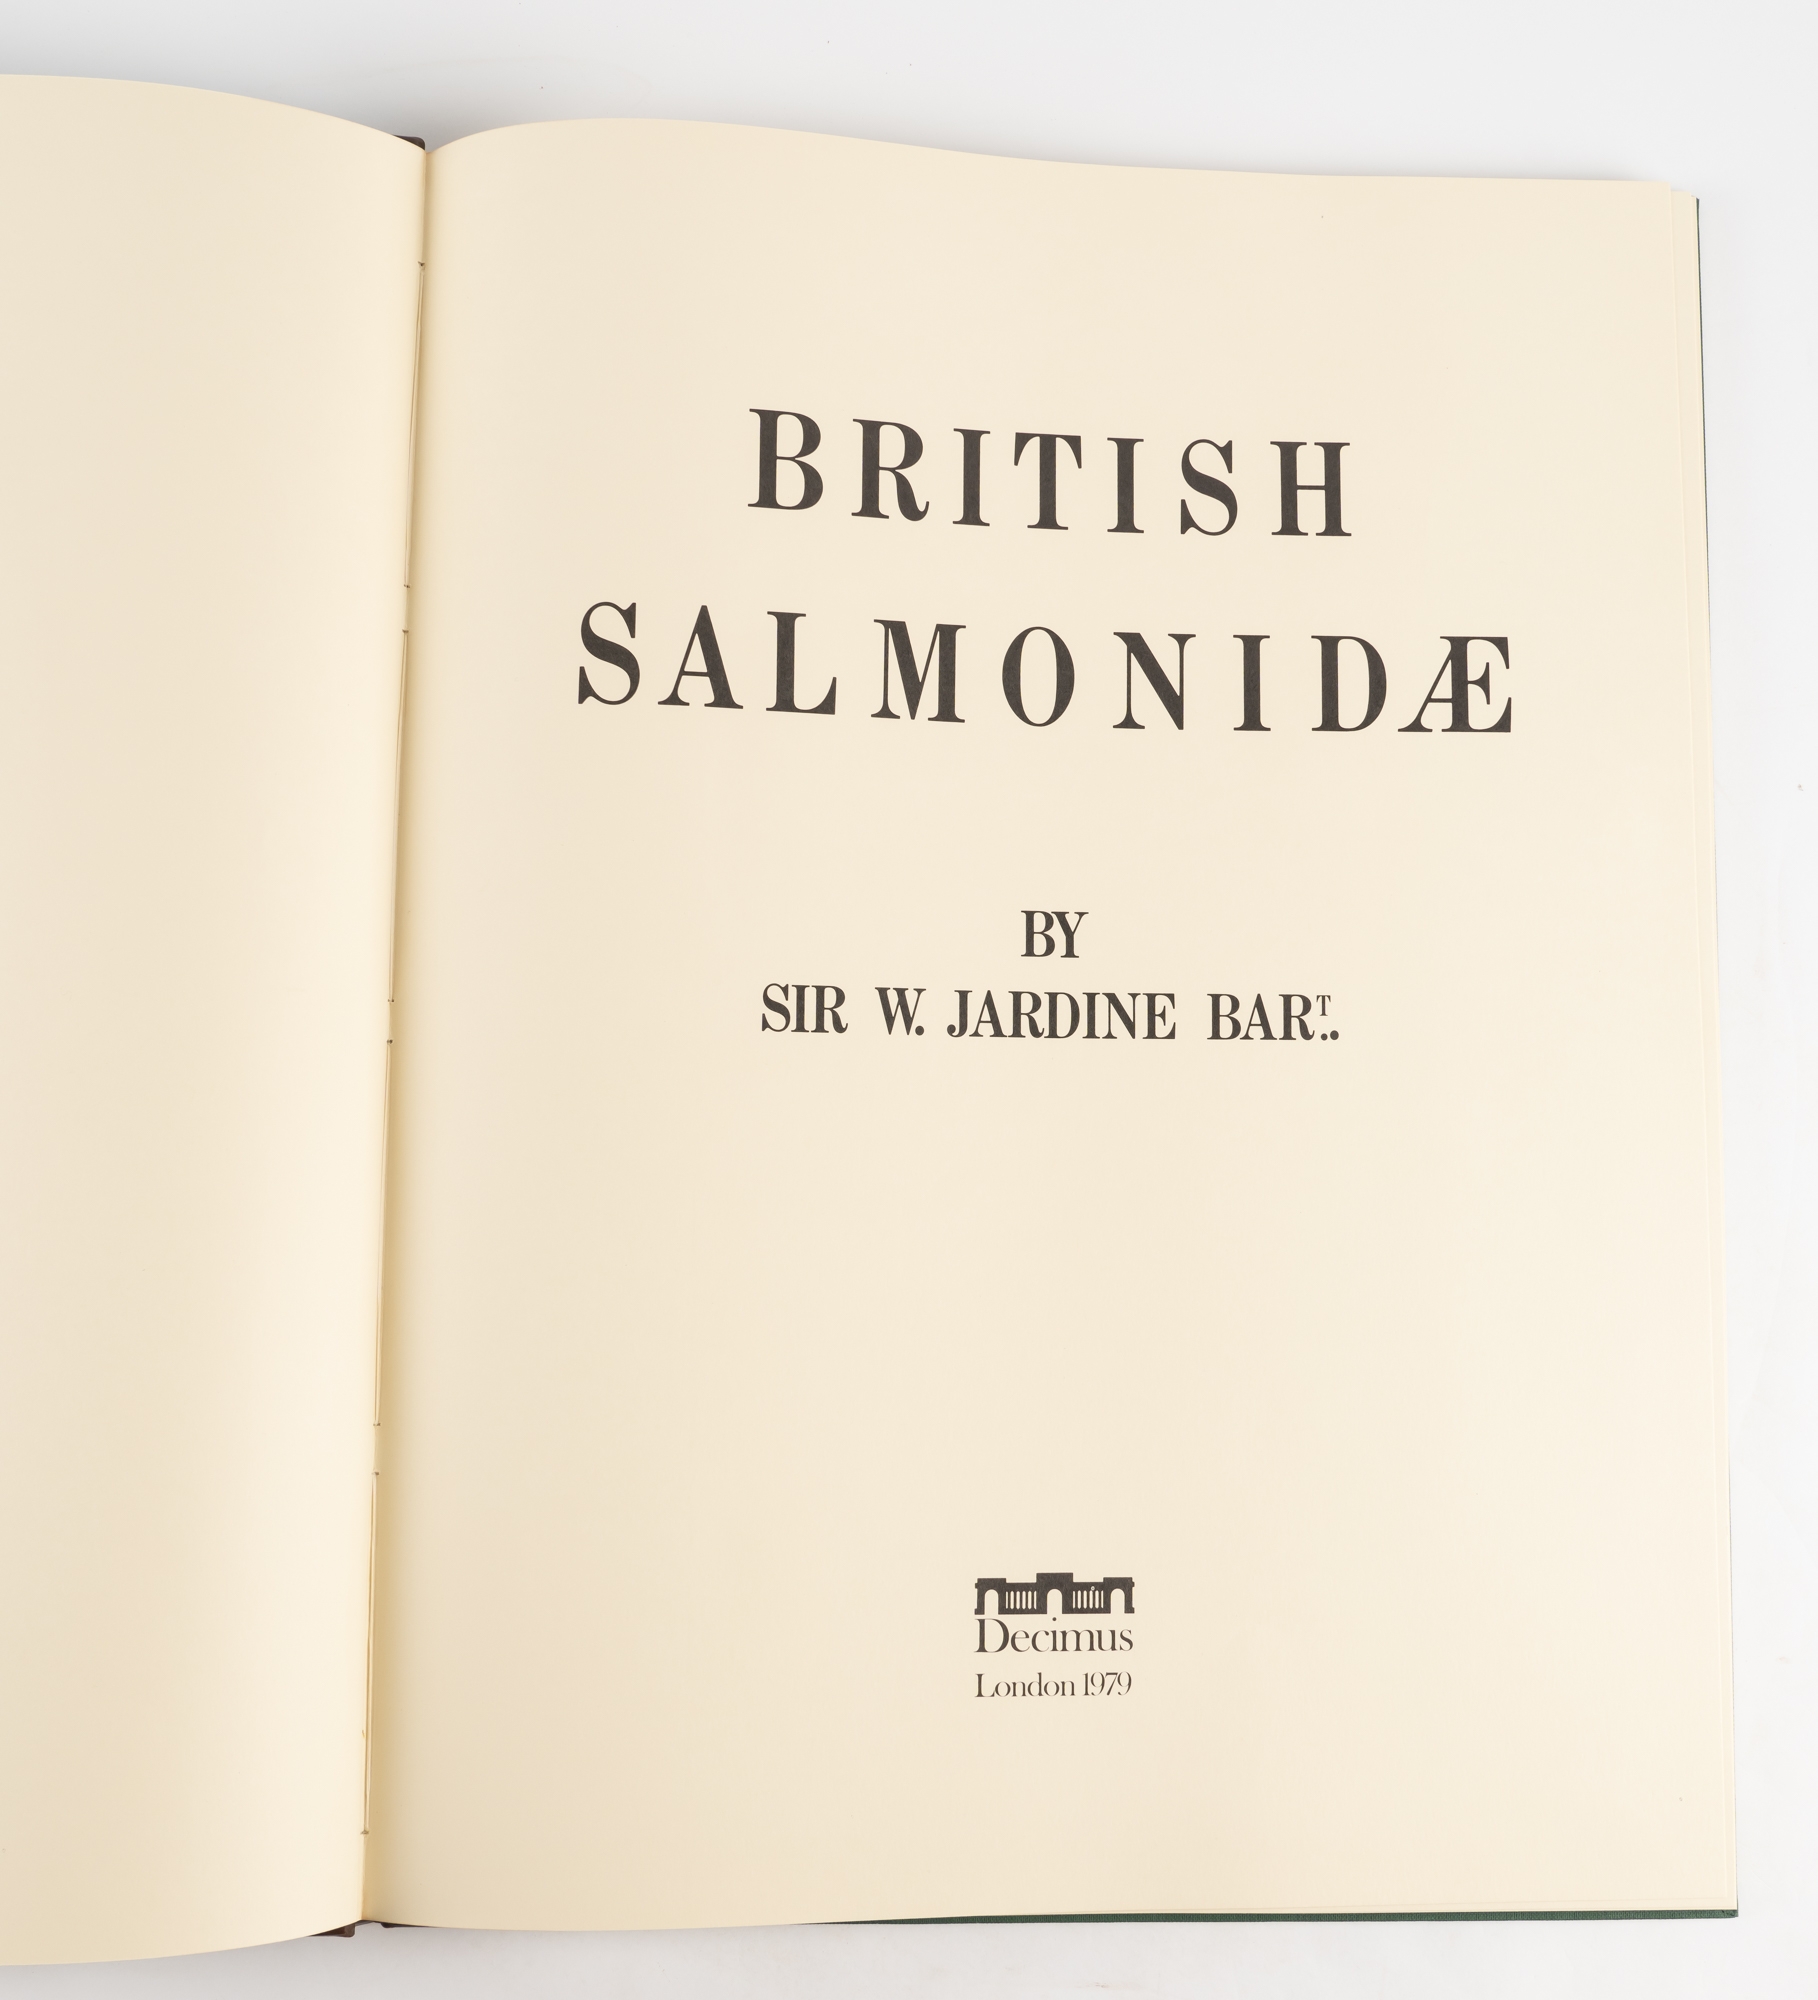 BRITISH
SALMONIDÆ
BY
SIR W. JARDINE BARᵀ..
Decimus
London 1979